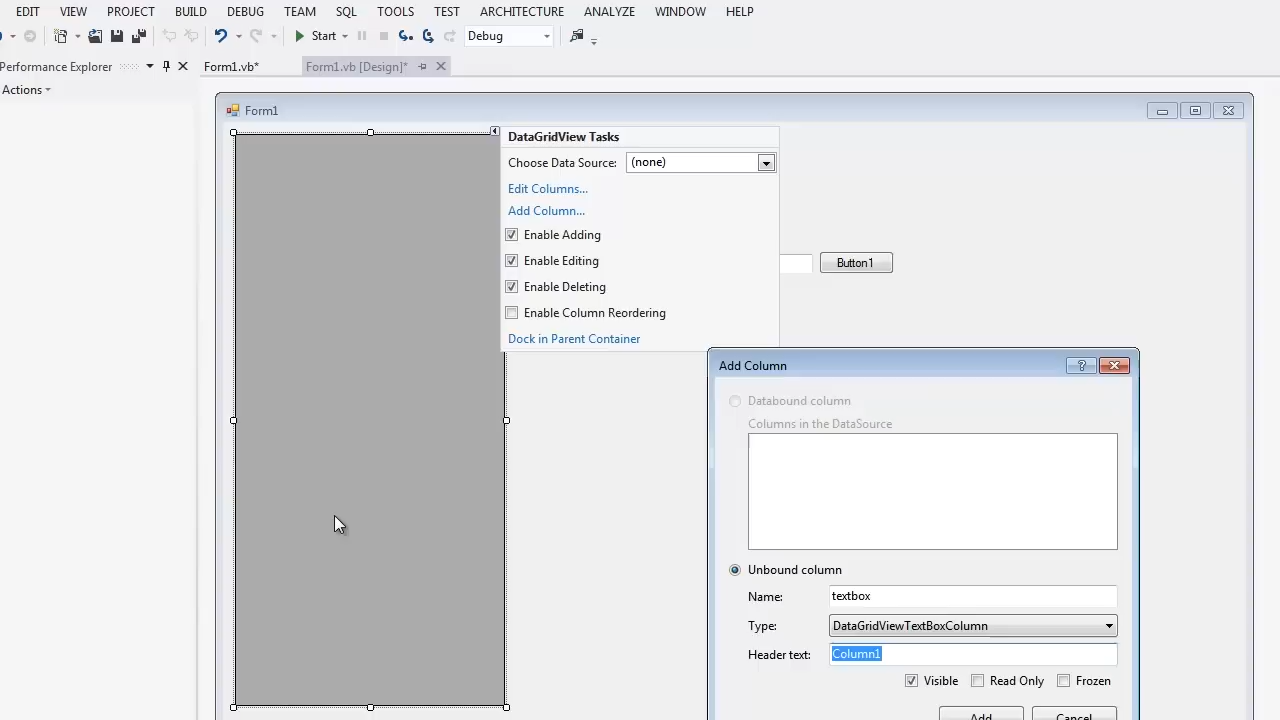 EDIT VIEW PROJECT BUILD DEBUG TEAM SQL TOOLS TEST ARCHITECTURE ANALYZE WINDOW HELP
Start Debug
Performance Explorer Form1.vb* Form1.vb [Design]*
Actions
Form1
DataGridView Tasks
Choose Data Source: (none)
Edit Columns...
Add Column...
Enable Adding
Enable Editing
Button1
Enable Deleting
Enable Column Reordering
Dock in Parent Container
Add Column
Databound column
Columns in the DataSource
Unbound column
Name: textbox
Type: DataGridViewTextBoxColumn
Header text: Column1
Visible Read Only Frozen
Add Cancel